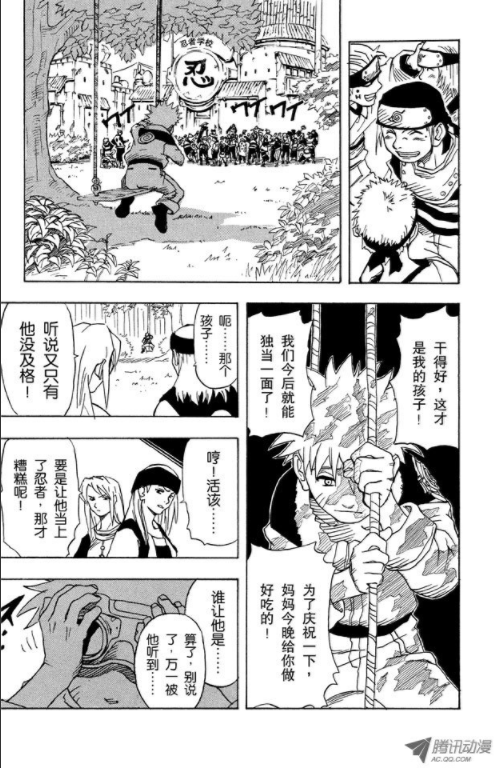 忍者学校
忍
ワイ
ワイ
干得好，这才
是我的孩子！
我们今后就能
独当一面了！
为了庆祝一下，
妈妈今晚给你做
好吃的！
呃……那个
孩子……
听说又只有
他没及格！
哼！活该……
要是让他当上
了忍者，那才
糟糕呢！
谁让他是……
算了，别说
了，万一被
他听到……
腾讯动漫
AC.QQ.COM